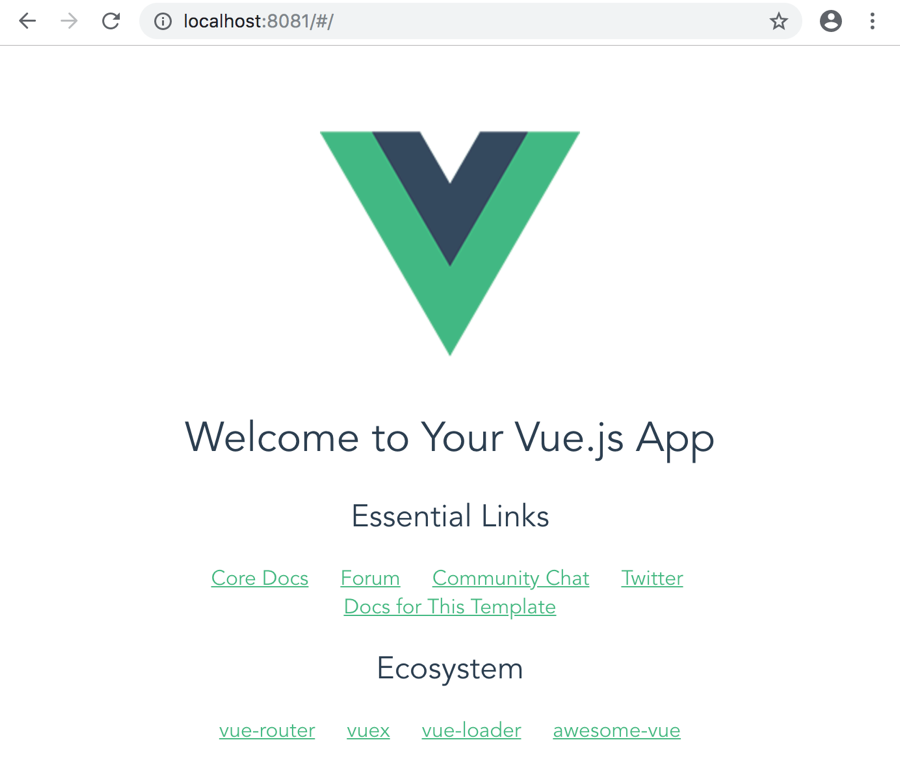 localhost:8081/#/
Welcome to Your Vue.js App
Essential Links
Core Docs Forum Community Chat Twitter
Docs for This Template
Ecosystem
vue-router vuex vue-loader awesome-vue